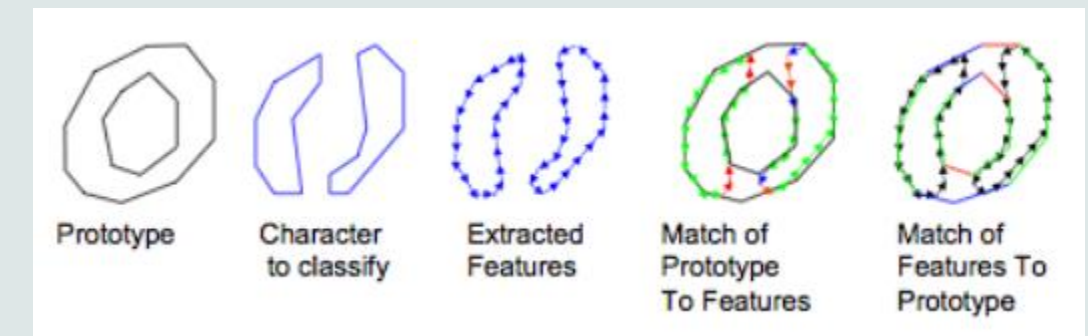 Prototype
Character
to classify
Extracted
Features
Match of
Prototype
To Features
Match of
Features To
Prototype